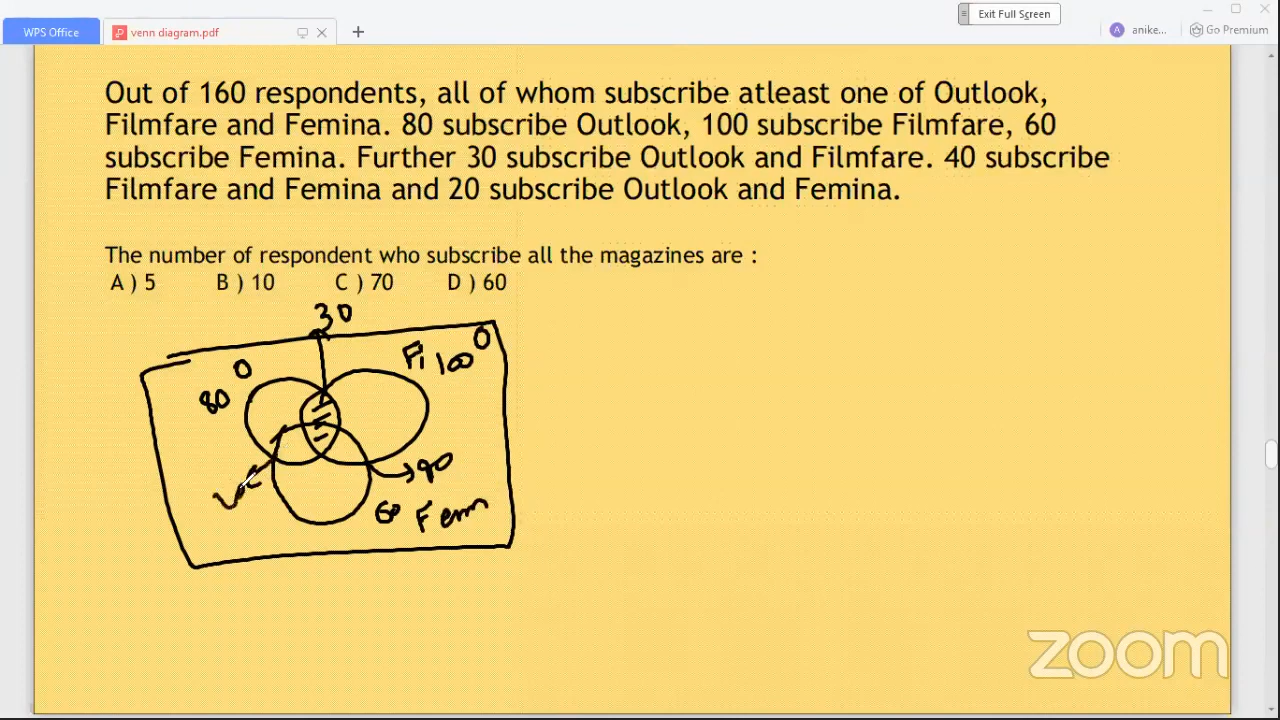 Exit Full Screen
WPS Office
venn diagram.pdf
A
anike...
Go Premium
Out of 160 respondents, all of whom subscribe atleast one of Outlook,
Filmfare and Femina. 80 subscribe Outlook, 100 subscribe Filmfare, 60
subscribe Femina. Further 30 subscribe Outlook and Filmfare. 40 subscribe
Filmfare and Femina and 20 subscribe Outlook and Femina.
The number of respondent who subscribe all the magazines are :
A ) 5 B ) 10 C ) 70 D ) 60
30
80 0
Fi 100 0
60 Fem
zoom